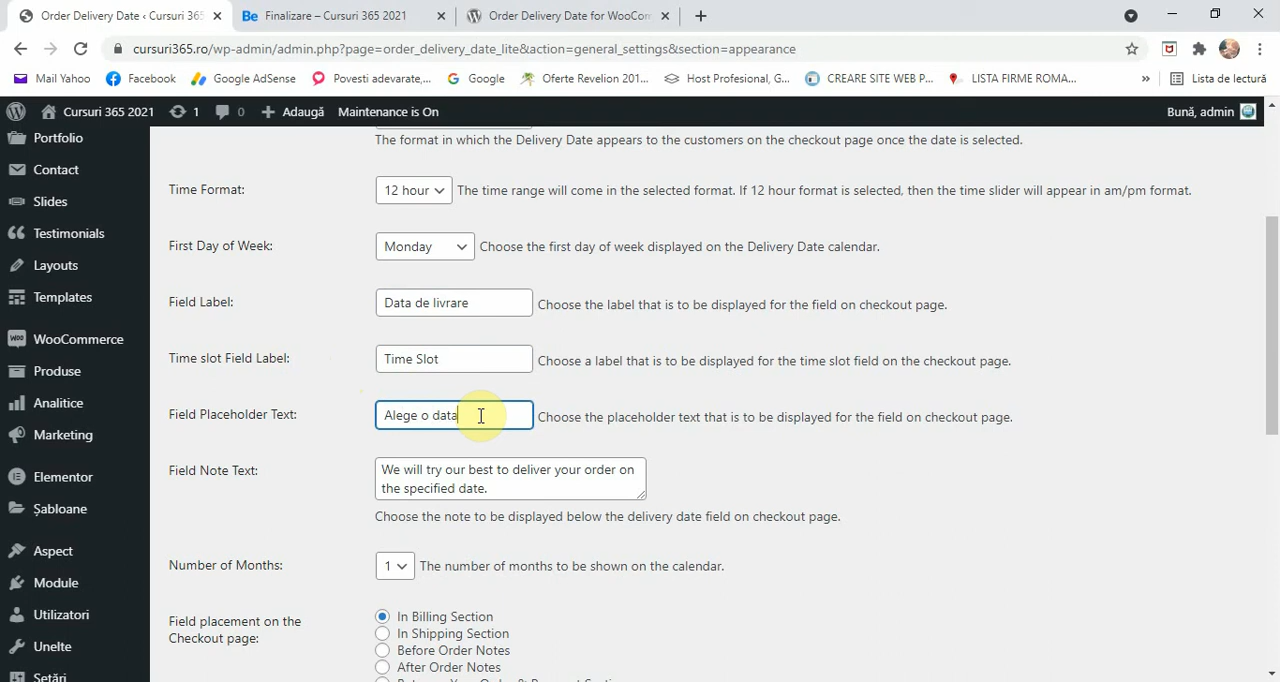 Order Delivery Date ‹ Cursuri 365
Finalizare – Cursuri 365 2021
Order Delivery Date for WooCom
cursuri365.ro/wp-admin/admin.php?page=order_delivery_date_lite&action=general_settings&section=appearance
Mail Yahoo
Facebook
Google AdSense
Povesti adevarate,...
Google
Oferte Revelion 201...
Host Profesional, G...
CREARE SITE WEB P...
LISTA FIRME ROMA...
»
Lista de lectură
Cursuri 365 2021
1
0
Adaugă
Maintenance is On
Bună, admin
Portfolio
Contact
Slides
Testimonials
Layouts
Templates
WooCommerce
Produse
Analitice
Marketing
Elementor
Șabloane
Aspect
Module
Utilizatori
Unelte
Setări
The format in which the Delivery Date appears to the customers on the checkout page once the date is selected.
Time Format:
12 hour
The time range will come in the selected format. If 12 hour format is selected, then the time slider will appear in am/pm format.
First Day of Week:
Monday
Choose the first day of week displayed on the Delivery Date calendar.
Field Label:
Data de livrare
Choose the label that is to be displayed for the field on checkout page.
Time slot Field Label:
Time Slot
Choose a label that is to be displayed for the time slot field on the checkout page.
Field Placeholder Text:
Alege o data
Choose the placeholder text that is to be displayed for the field on checkout page.
Field Note Text:
We will try our best to deliver your order on
the specified date.
Choose the note to be displayed below the delivery date field on checkout page.
Number of Months:
1
The number of months to be shown on the calendar.
Field placement on the
Checkout page:
In Billing Section
In Shipping Section
Before Order Notes
After Order Notes